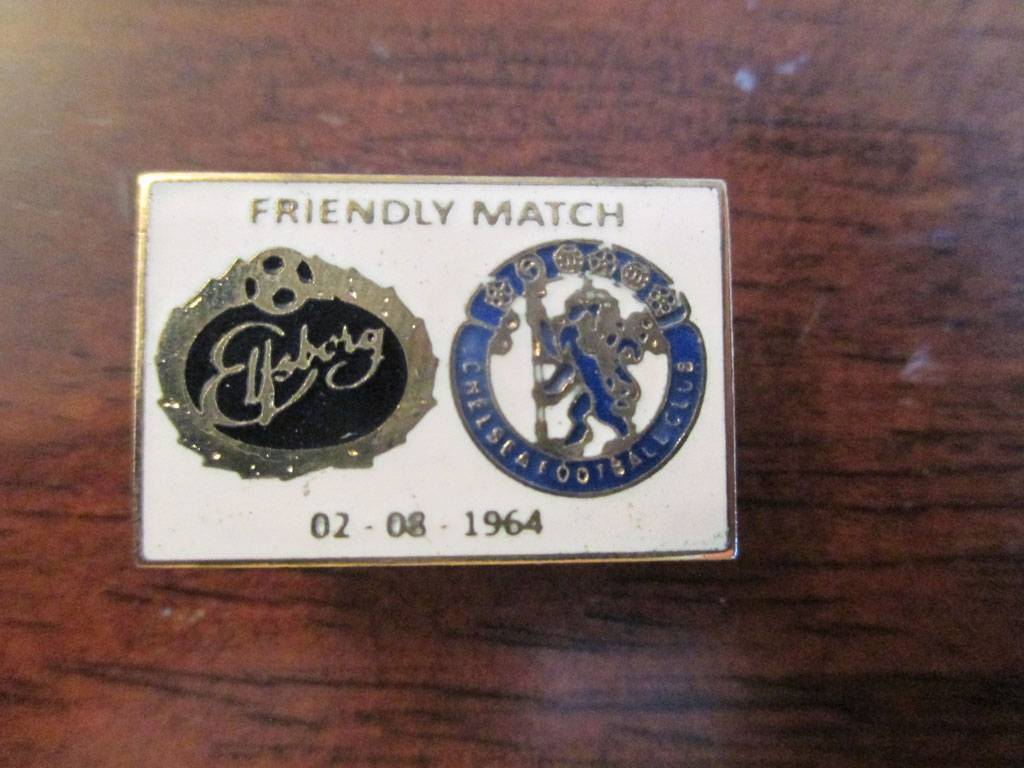 FRIENDLY MATCH
Elfsborg
CHELSEA FOOTBALL CLUB
02 - 08 - 1964